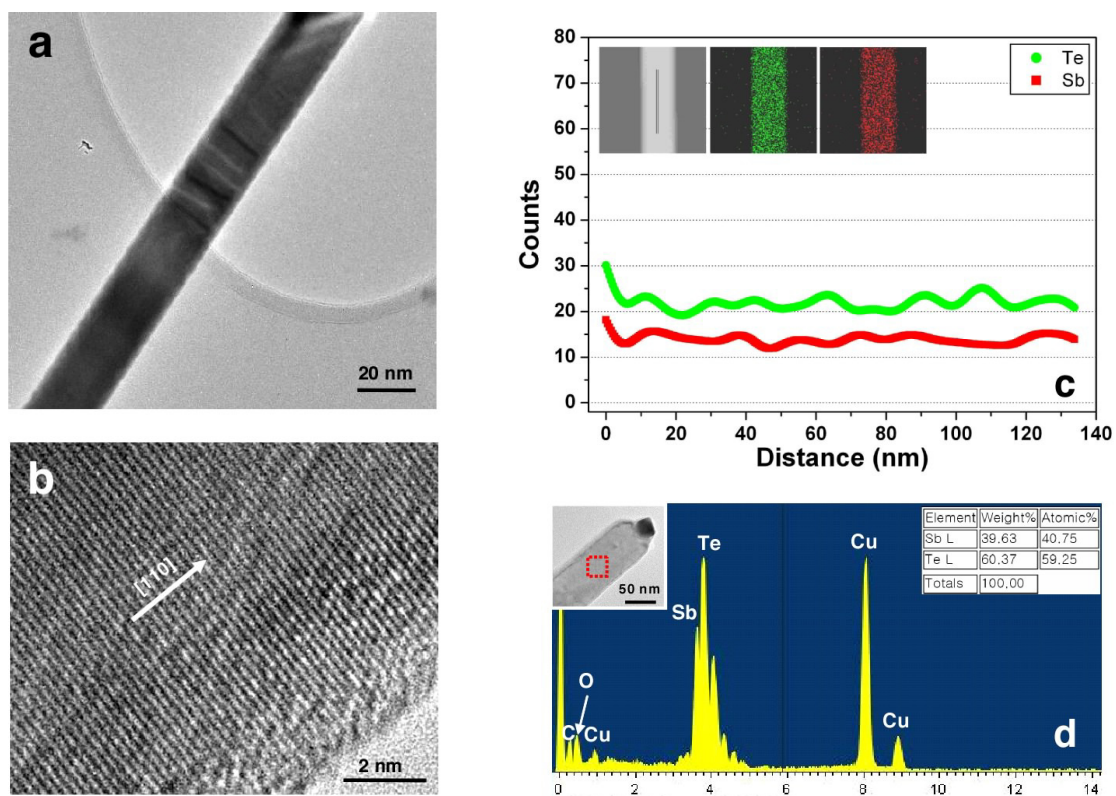 a
20 nm
b
[110]
2 nm
80
70
60
50
40
30
20
10
0
Counts
Te
Sb
c
0 20 40 60 80 100 120 140
Distance (nm)
50 nm
Element Weight% Atomic%
Sb L 39.63 40.75
Te L 60.37 59.25
Totals 100,00
Te
Cu
Sb
O
C Cu
Cu
d
0 2 4 6 8 10 12 14